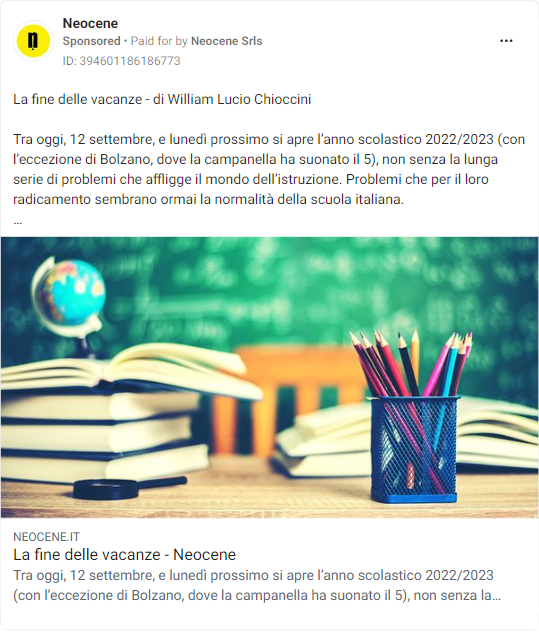 Neocene
Sponsored • Paid for by Neocene Srls
ID: 394601186186773
La fine delle vacanze - di William Lucio Chioccini
Tra oggi, 12 settembre, e lunedì prossimo si apre l'anno scolastico 2022/2023 (con
l'eccezione di Bolzano, dove la campanella ha suonato il 5), non senza la lunga
serie di problemi che affligge il mondo dell'istruzione. Problemi che per il loro
radicamento sembrano ormai la normalità della scuola italiana.
...
NEOCENE.IT
La fine delle vacanze - Neocene
Tra oggi, 12 settembre, e lunedì prossimo si apre l'anno scolastico 2022/2023
(con l'eccezione di Bolzano, dove la campanella ha suonato il 5), non senza la...